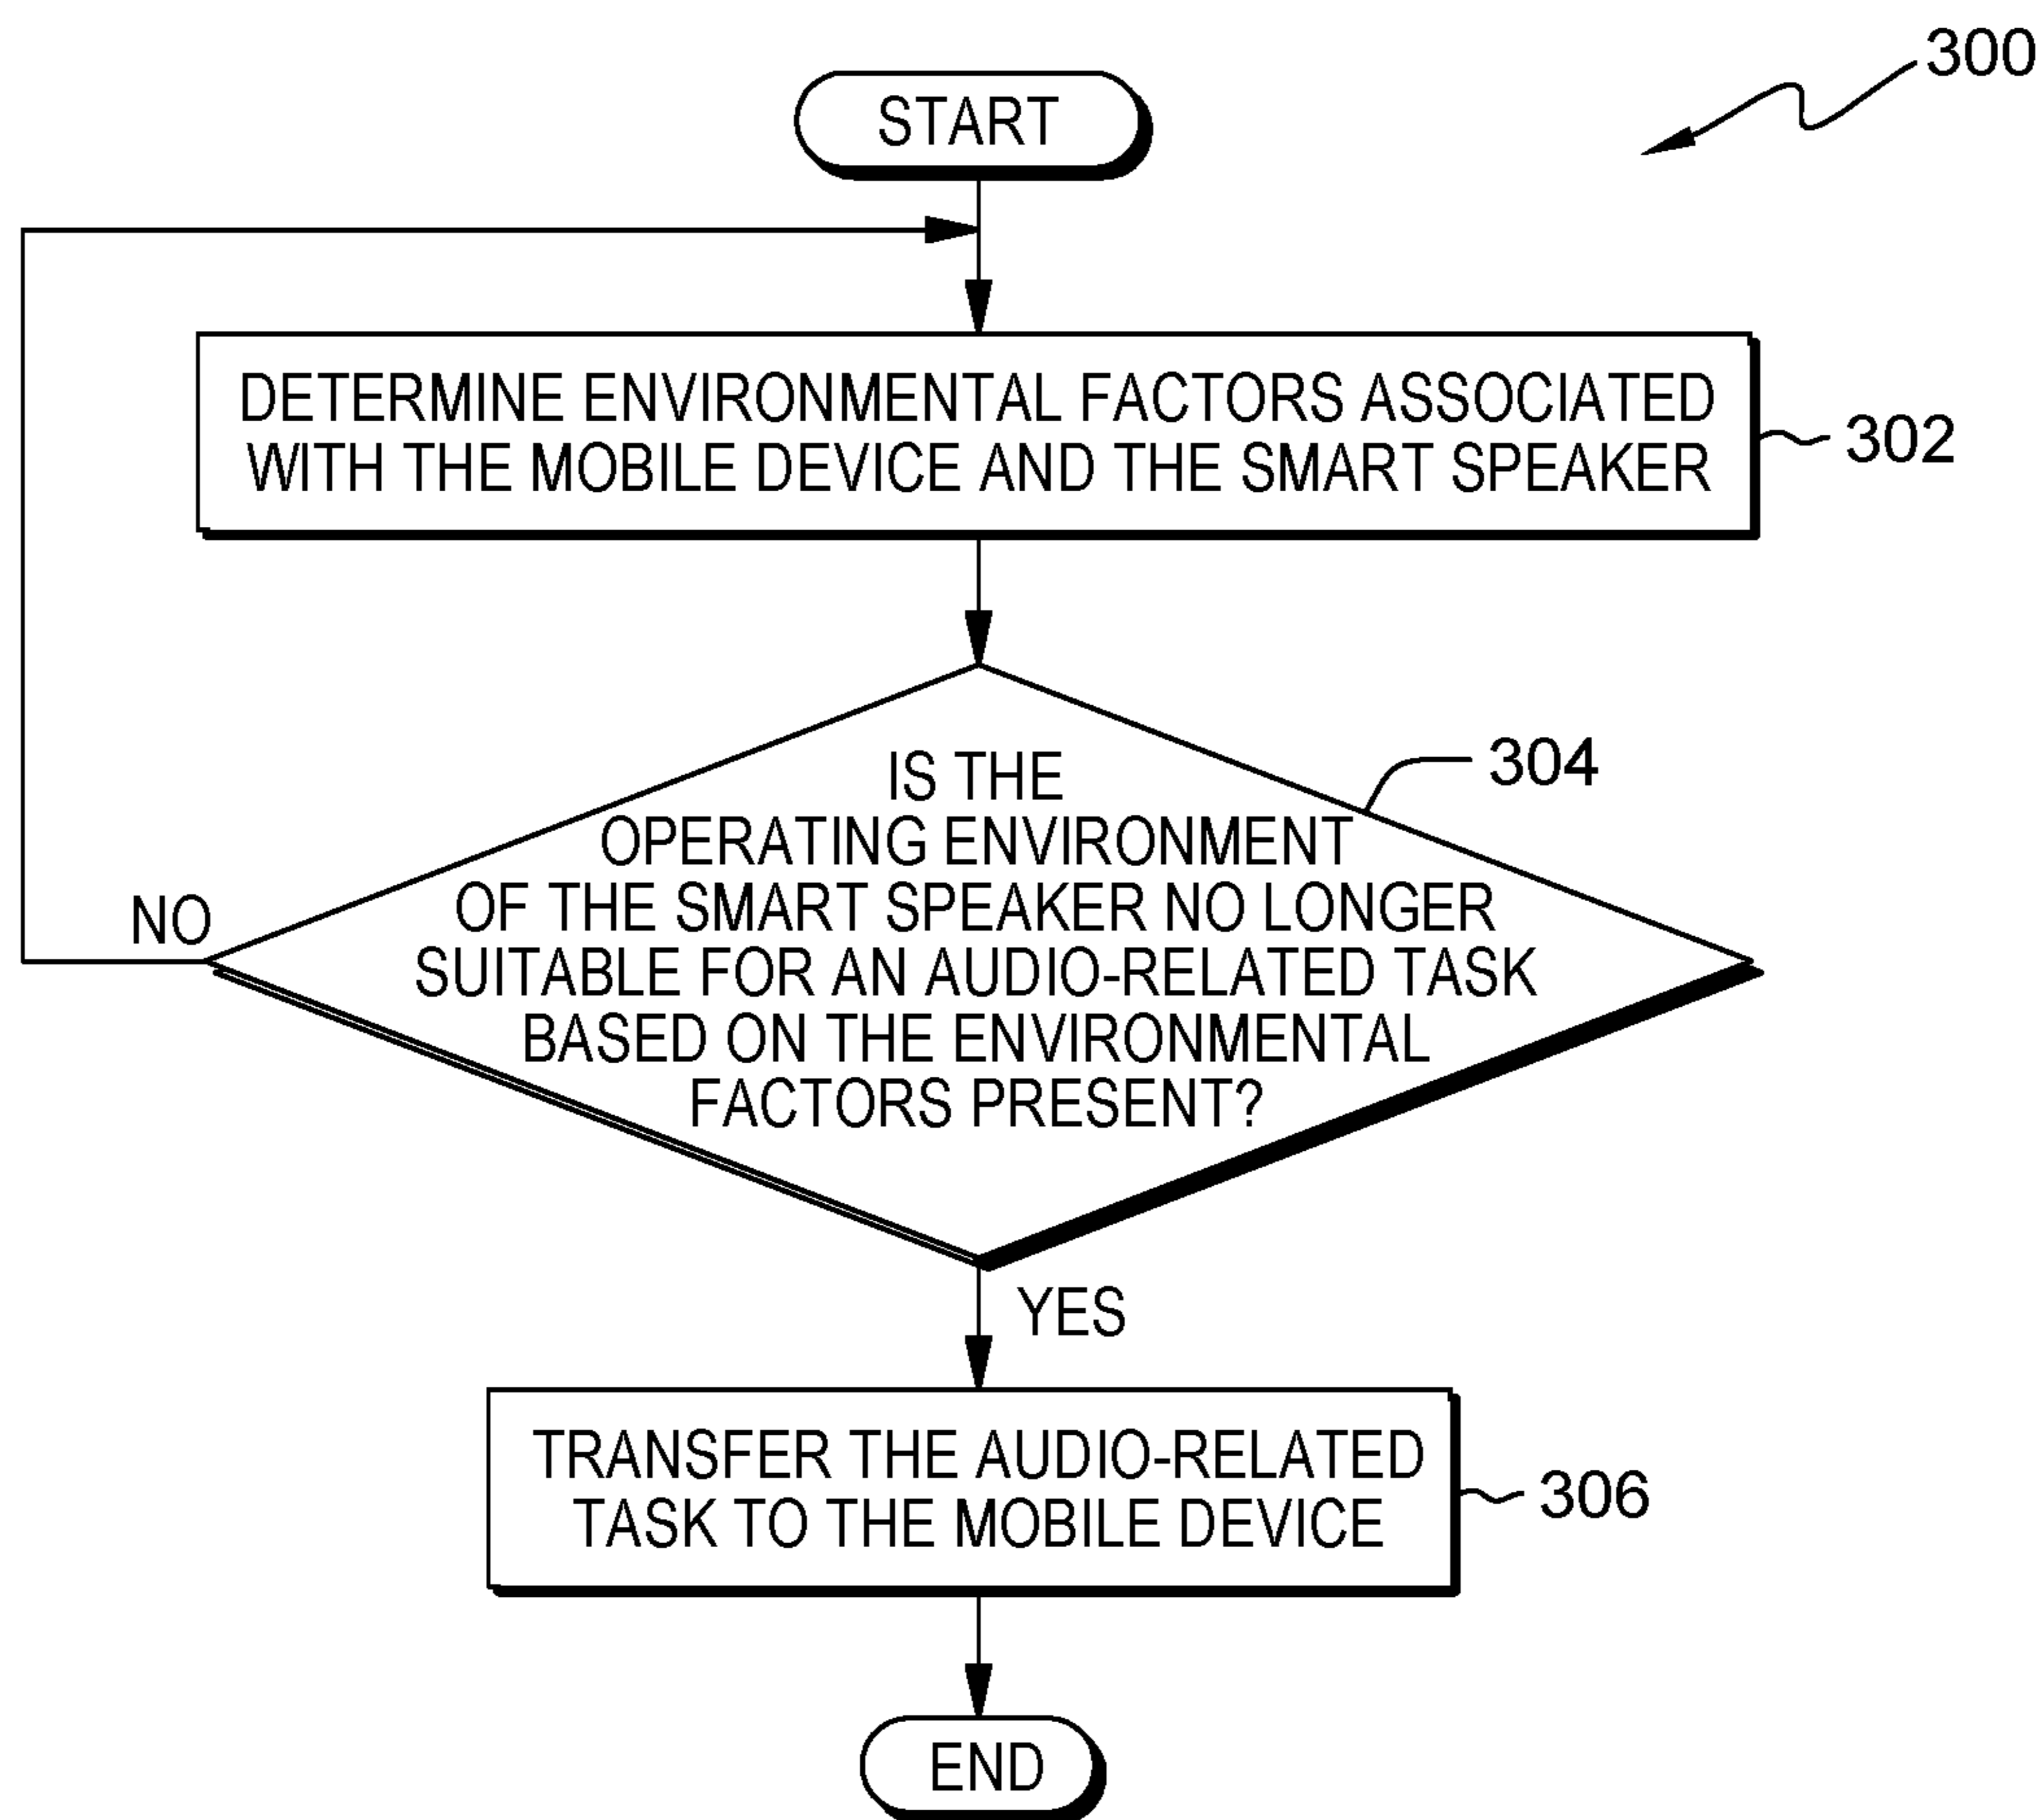 300
START
DETERMINE ENVIRONMENTAL FACTORS ASSOCIATED
WITH THE MOBILE DEVICE AND THE SMART SPEAKER
302
IS THE
OPERATING ENVIRONMENT
OF THE SMART SPEAKER NO LONGER
SUITABLE FOR AN AUDIO-RELATED TASK
BASED ON THE ENVIRONMENTAL
FACTORS PRESENT?
304
NO
YES
TRANSFER THE AUDIO-RELATED
TASK TO THE MOBILE DEVICE
306
END